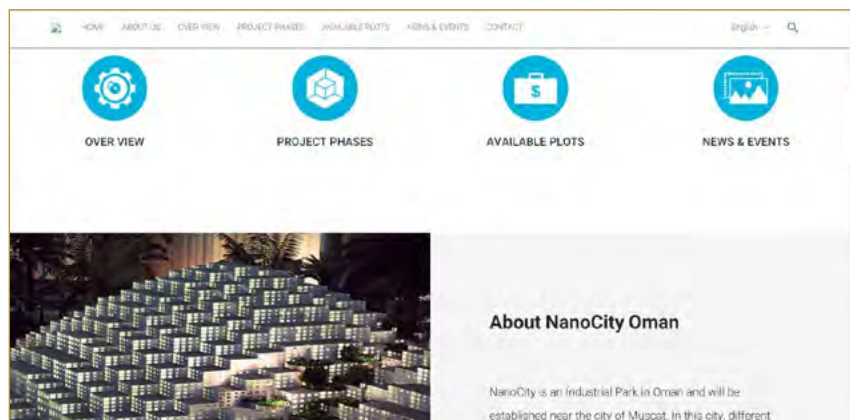 HOME ABOUT US OVER VIEW PROJECT PHASES AVAILABLE PLOTS NEWS & EVENTS CONTACT English
OVER VIEW PROJECT PHASES AVAILABLE PLOTS NEWS & EVENTS
$
About NanoCity Oman
NanoCity is an Industrial Park in Oman and will be
established near the city of Muscat. In this city, different